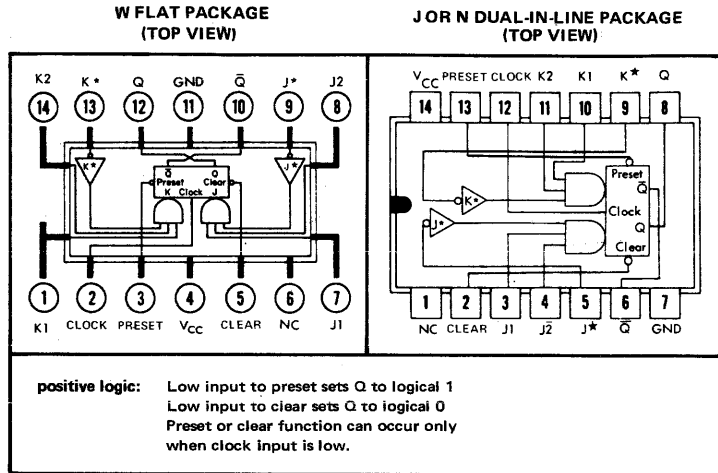 W FLAT PACKAGE
(TOP VIEW)
K2 K* Q GND Q̅ J* J2
14 13 12 11 10 9 8
K* J*
Q̅ Q
Preset Clear
K Clock J
1 2 3 4 5 6 7
K1 CLOCK PRESET VCC CLEAR NC J1
J OR N DUAL-IN-LINE PACKAGE
(TOP VIEW)
VCC PRESET CLOCK K2 K1 K★ Q
14 13 12 11 10 9 8
Preset
Q̅
K*
Clock
J*
Q
Clear
1 2 3 4 5 6 7
NC CLEAR J1 J2̅ J★ Q̅ GND
positive logic: Low input to preset sets Q to logical 1
Low input to clear sets Q to logical 0
Preset or clear function can occur only
when clock input is low.